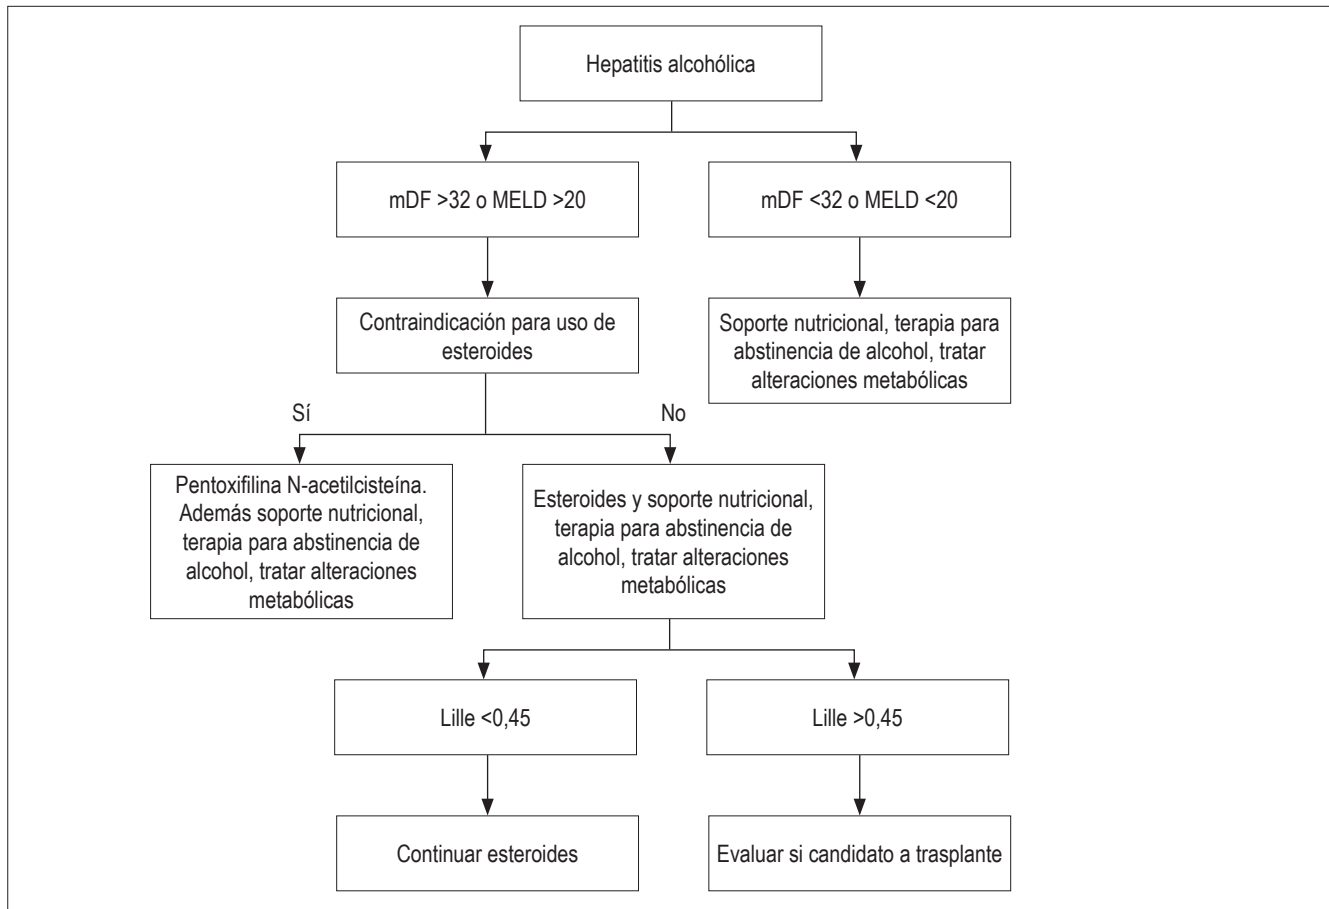 Hepatitis alcohólica
mDF >32 o MELD >20
mDF <32 o MELD <20
Contraindicación para uso de
esteroides
Soporte nutricional, terapia para
abstinencia de alcohol, tratar
alteraciones metabólicas
Sí
No
Pentoxifilina N-acetilcisteína.
Además soporte nutricional,
terapia para abstinencia de
alcohol, tratar alteraciones
metabólicas
Esteroides y soporte nutricional,
terapia para abstinencia de
alcohol, tratar alteraciones
metabólicas
Lille <0,45
Lille >0,45
Continuar esteroides
Evaluar si candidato a trasplante